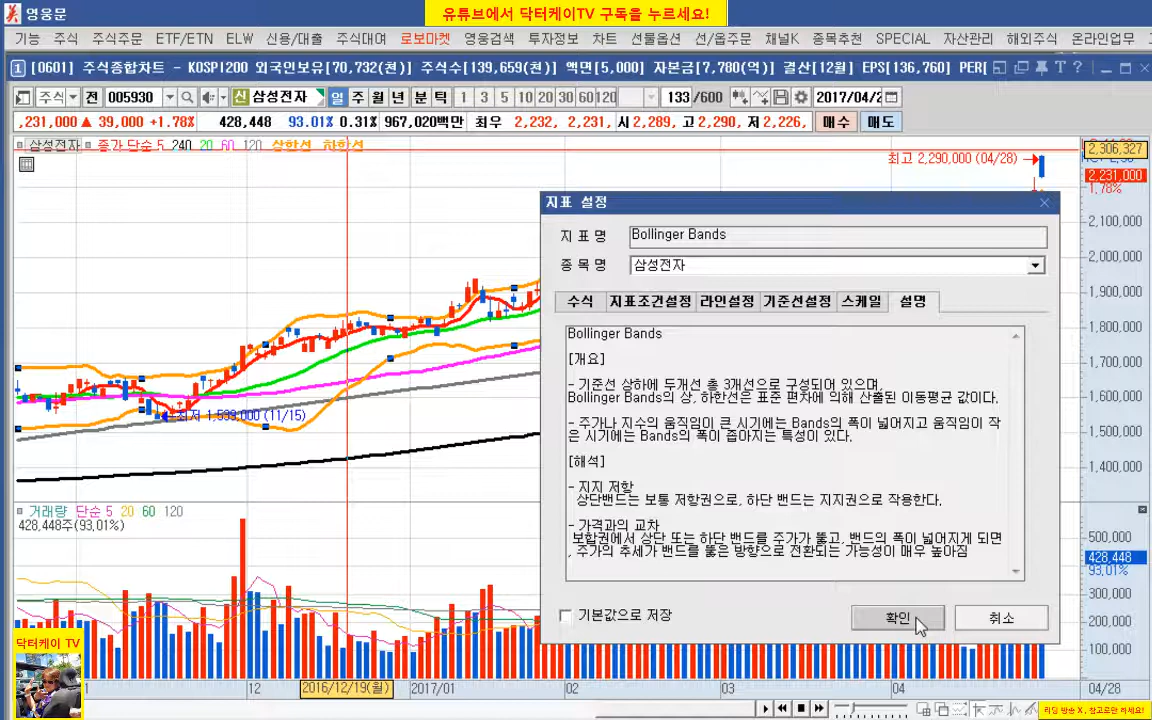 영웅문
유튜브에서 닥터케이TV 구독을 누르세요!
기능 주식 주식주문 ETF/ETN ELW 신용/대출 주식대여 로보마켓 영웅검색 투자정보 차트 선물옵션 선/옵주문 채널K 종목추천 SPECIAL 자산관리 해외주식 온라인업무
1 [0601] 주식종합차트 - KOSPI200 외국인보유[70,732(천)] 주식수[139,659(천)] 액면[5,000] 자본금[7,780(억)] 결산[12월] EPS[136,760] PER[
주식 전 005930 신 삼성전자 일 주 월 년 분 틱 1 3 5 10 20 30 60 120 133 /600 2017/04/2
,231,000 ▲ 39,000 +1.78% 428,448 93.01% 0.31% 967,020백만 최우 2,232, 2,231, 시 2,289, 고 2,290, 저 2,226, 매수 매도
삼성전자 종가 단순 5 240 20 60 120 상한선 하한선
2,306,327
최고 2,290,000 (04/28)
2,231,000
1.78%
2,100,000
2,000,000
1,900,000
1,800,000
1,700,000
1,600,000
1,500,000
1,400,000
최저 1,539,000 (11/15)
지표 설정
지 표 명 Bollinger Bands
종 목 명 삼성전자
수식 지표조건설정 라인설정 기준선설정 스케일 설명
Bollinger Bands
[개요]
- 기준선 상하에 두개선 총 3개선으로 구성되어 있으며,
Bollinger Bands의 상, 하한선은 표준 편차에 의해 산출된 이동평균 값이다.
- 주가나 지수의 움직임이 큰 시기에는 Bands의 폭이 넓어지고 움직임이 작
은 시기에는 Bands의 폭이 좁아지는 특성이 있다.
[해석]
- 지지 저항
상단밴드는 보통 저항권으로, 하단 밴드는 지지권으로 작용한다.
- 가격과의 교차
보합권에서 상단 또는 하단 밴드를 주가가 뚫고, 밴드의 폭이 넓어지게 되면
, 주가의 추세가 밴드를 뚫은 방향으로 전환되는 가능성이 매우 높아짐
기본값으로 저장
확인 취소
거래량 단순 5 20 60 120
428,448주(93,01%)
500,000
428,448
93,01%
300,000
200,000
100,000
닥터케이 TV
12 2016/12/19(월) 2017/01 02 03 04 04/28
리딩 방송 X . 참고로만 하세요!